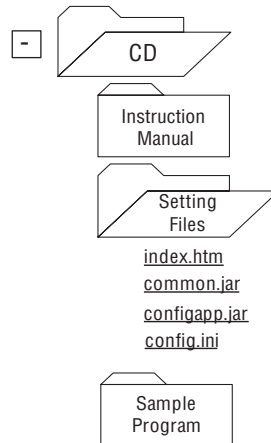 -
CD
Instruction
Manual
Setting
Files
index.htm
common.jar
configapp.jar
config.ini
Sample
Program